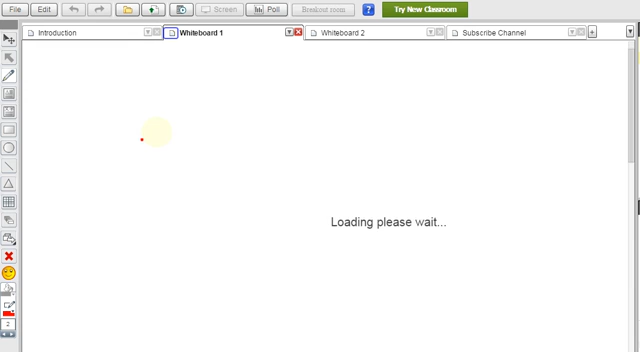 File Edit Screen Poll Breakout room ? Try New Classroom
Introduction Whiteboard 1 Whiteboard 2 Subscribe Channel +
Loading please wait...
2